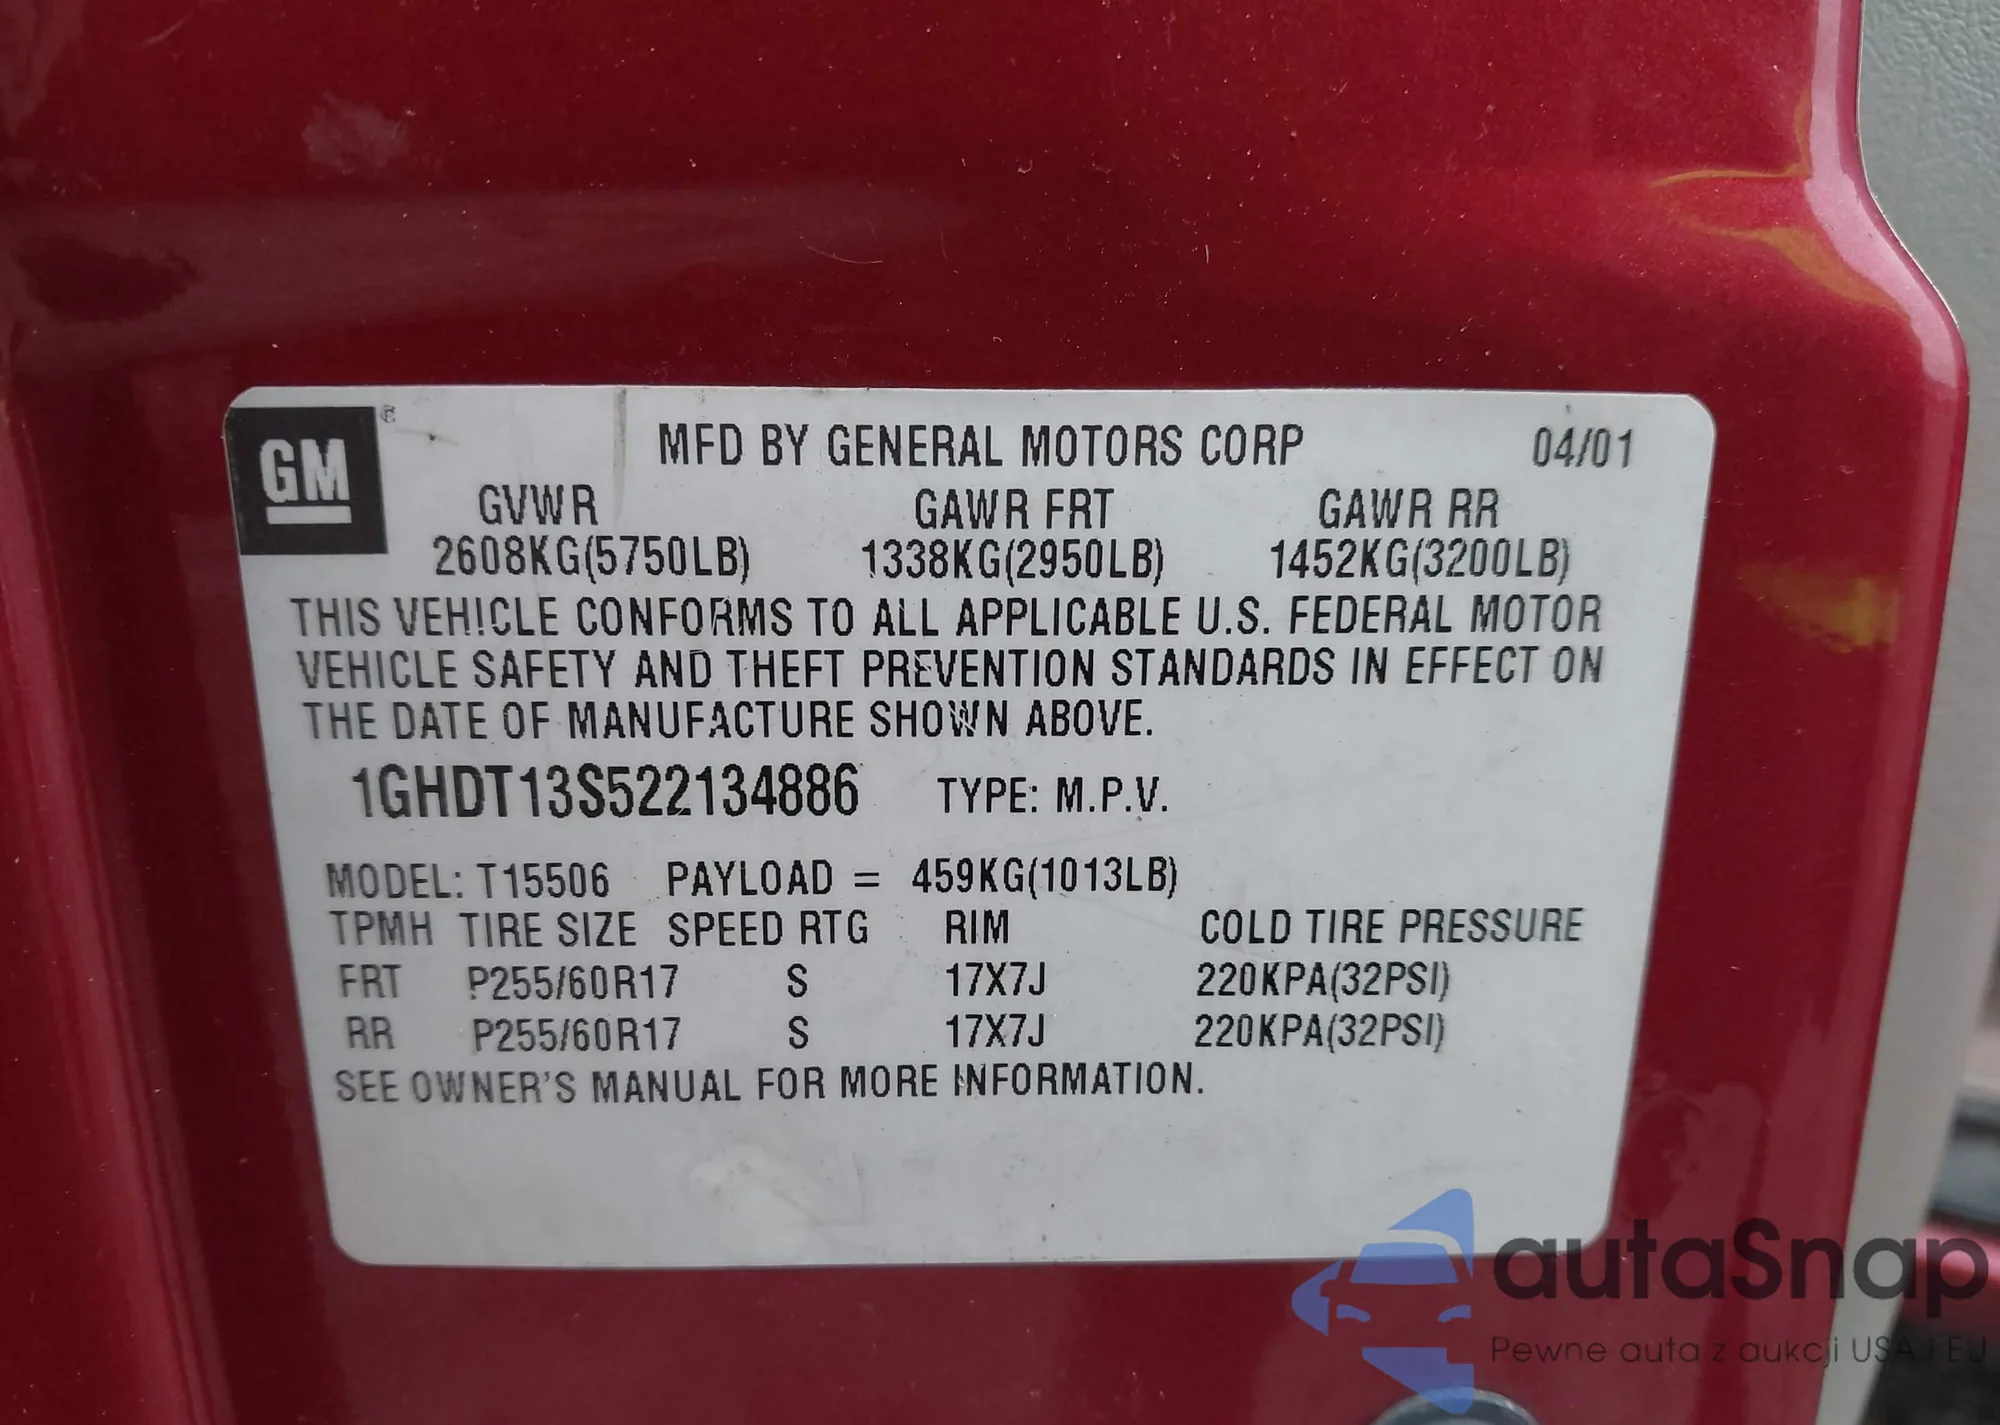 GM ®
MFD BY GENERAL MOTORS CORP 04/01
GVWR GAWR FRT GAWR RR
2608KG(5750LB) 1338KG(2950LB) 1452KG(3200LB)
THIS VEHICLE CONFORMS TO ALL APPLICABLE U.S. FEDERAL MOTOR
VEHICLE SAFETY AND THEFT PREVENTION STANDARDS IN EFFECT ON
THE DATE OF MANUFACTURE SHOWN ABOVE.
1GHDT13S522134886 TYPE: M.P.V.
MODEL: T15506 PAYLOAD = 459KG(1013LB)
TPMH TIRE SIZE SPEED RTG RIM COLD TIRE PRESSURE
FRT P255/60R17 S 17X7J 220KPA(32PSI)
RR P255/60R17 S 17X7J 220KPA(32PSI)
SEE OWNER'S MANUAL FOR MORE INFORMATION.
autaSnap
Pewne auta z aukcji USA i EU